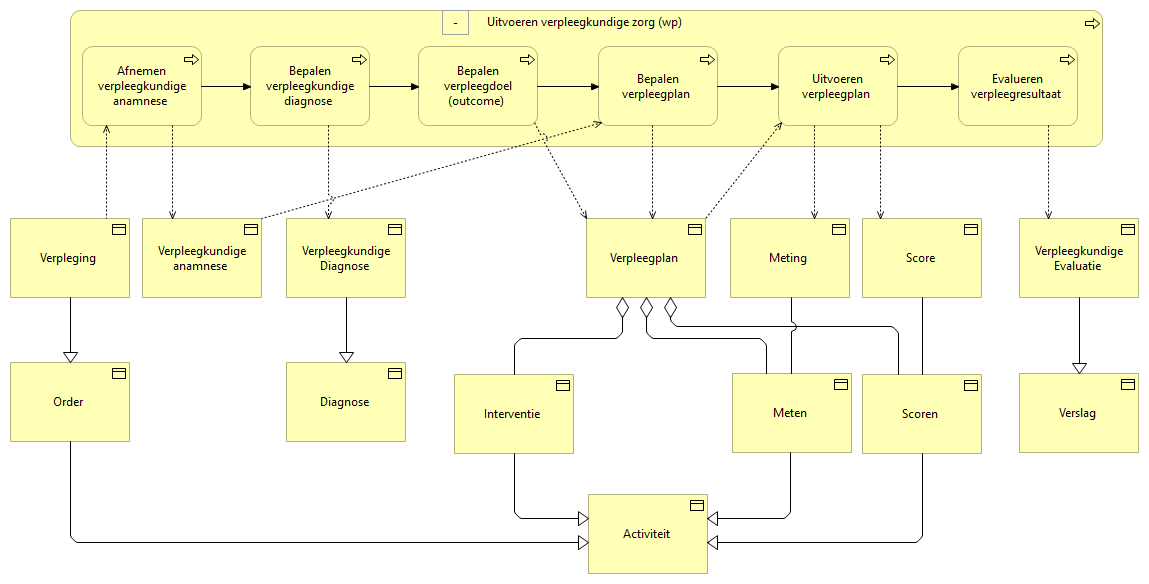 -
Uitvoeren verpleegkundige zorg (wp)
Afnemen
verpleegkundige
anamnese
Bepalen
verpleegkundige
diagnose
Bepalen
verpleegdoel
(outcome)
Bepalen
verpleegplan
Uitvoeren
verpleegplan
Evalueren
verpleegresultaat
Verpleging
Verpleegkundige
anamnese
Verpleegkundige
Diagnose
Verpleegplan
Meting
Score
Verpleegkundige
Evaluatie
Order
Diagnose
Interventie
Meten
Scoren
Verslag
Activiteit